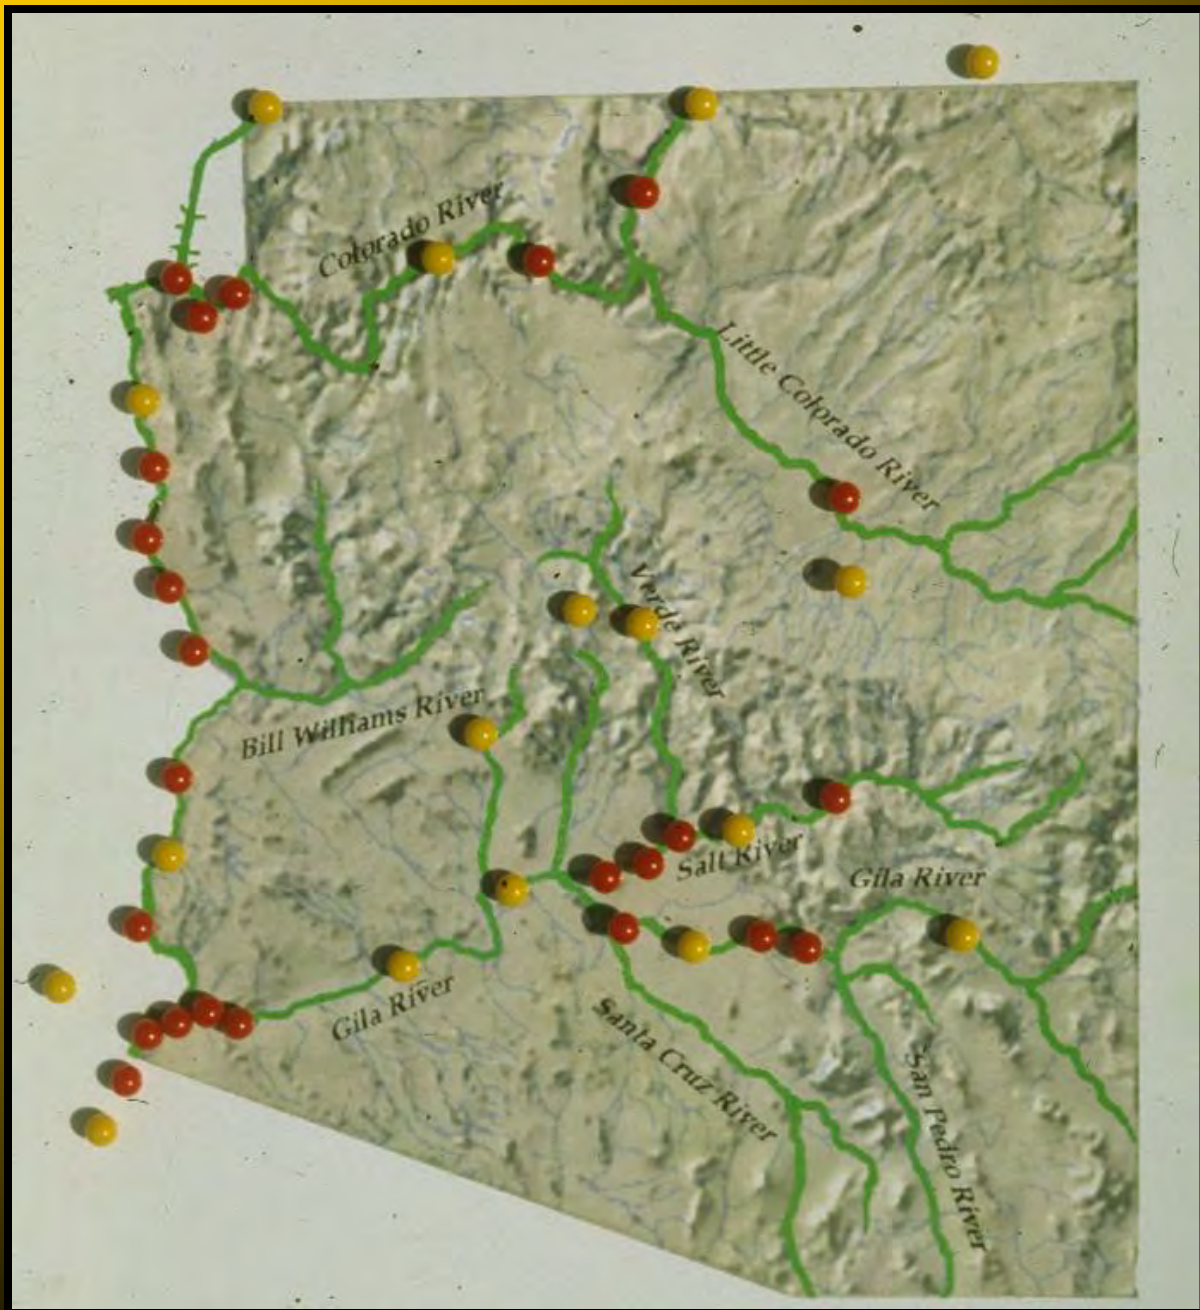 Colorado River
Little Colorado River
Verde River
Bill Williams River
Salt River
Gila River
Gila River
Santa Cruz River
San Pedro River